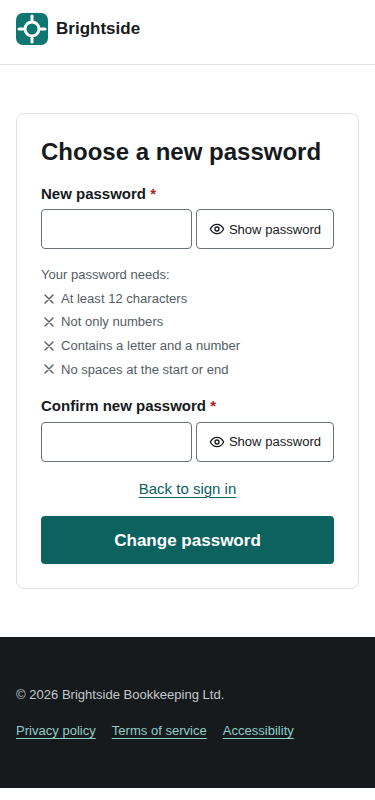 Brightside
Choose a new password
New password *
Show password
Your password needs:
At least 12 characters
Not only numbers
Contains a letter and a number
No spaces at the start or end
Confirm new password *
Show password
Back to sign in
Change password
© 2026 Brightside Bookkeeping Ltd.
Privacy policy Terms of service Accessibility